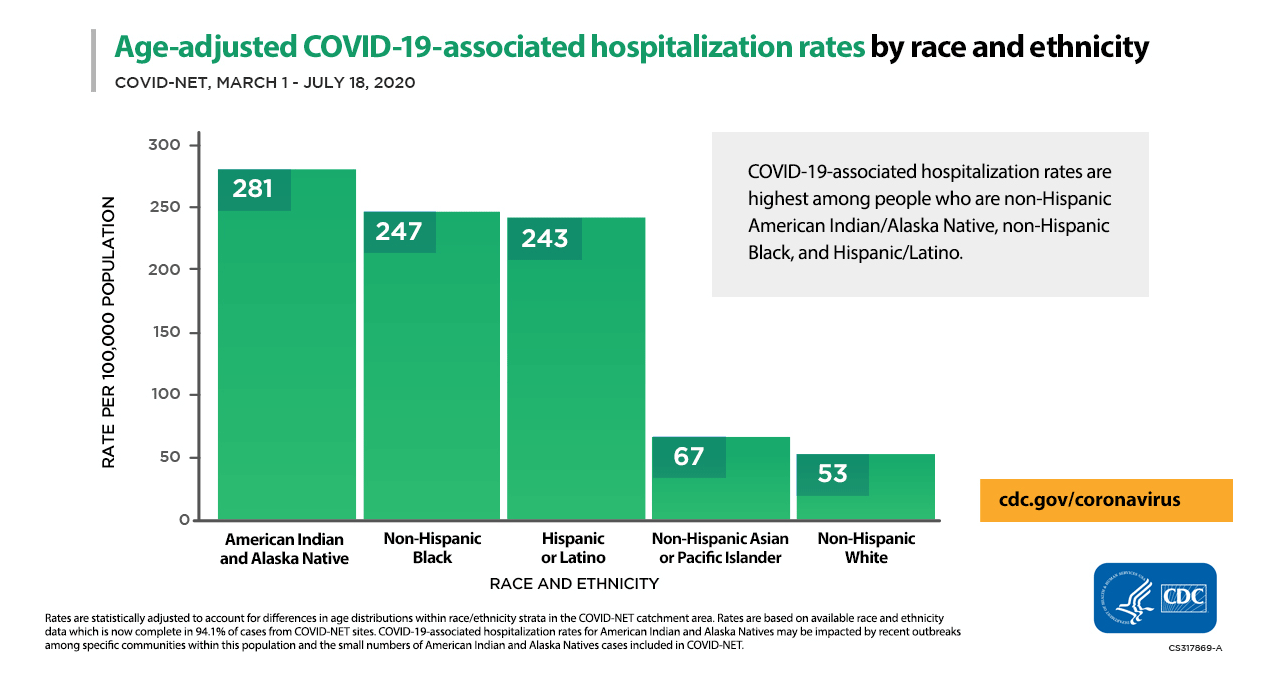 Age-adjusted COVID-19-associated hospitalization rates by race and ethnicity
COVID-NET, MARCH 1 - JULY 18, 2020
RATE PER 100,000 POPULATION
300
250
200
150
100
50
0
281
247
243
67
53
American Indian
and Alaska Native
Non-Hispanic
Black
Hispanic
or Latino
Non-Hispanic Asian
or Pacific Islander
Non-Hispanic
White
RACE AND ETHNICITY
COVID-19-associated hospitalization rates are
highest among people who are non-Hispanic
American Indian/Alaska Native, non-Hispanic
Black, and Hispanic/Latino.
cdc.gov/coronavirus
CDC
CS317869-A
Rates are statistically adjusted to account for differences in age distributions within race/ethnicity strata in the COVID-NET catchment area. Rates are based on available race and ethnicity
data which is now complete in 94.1% of cases from COVID-NET sites. COVID-19-associated hospitalization rates for American Indian and Alaska Natives may be impacted by recent outbreaks
among specific communities within this population and the small numbers of American Indian and Alaska Natives cases included in COVID-NET.